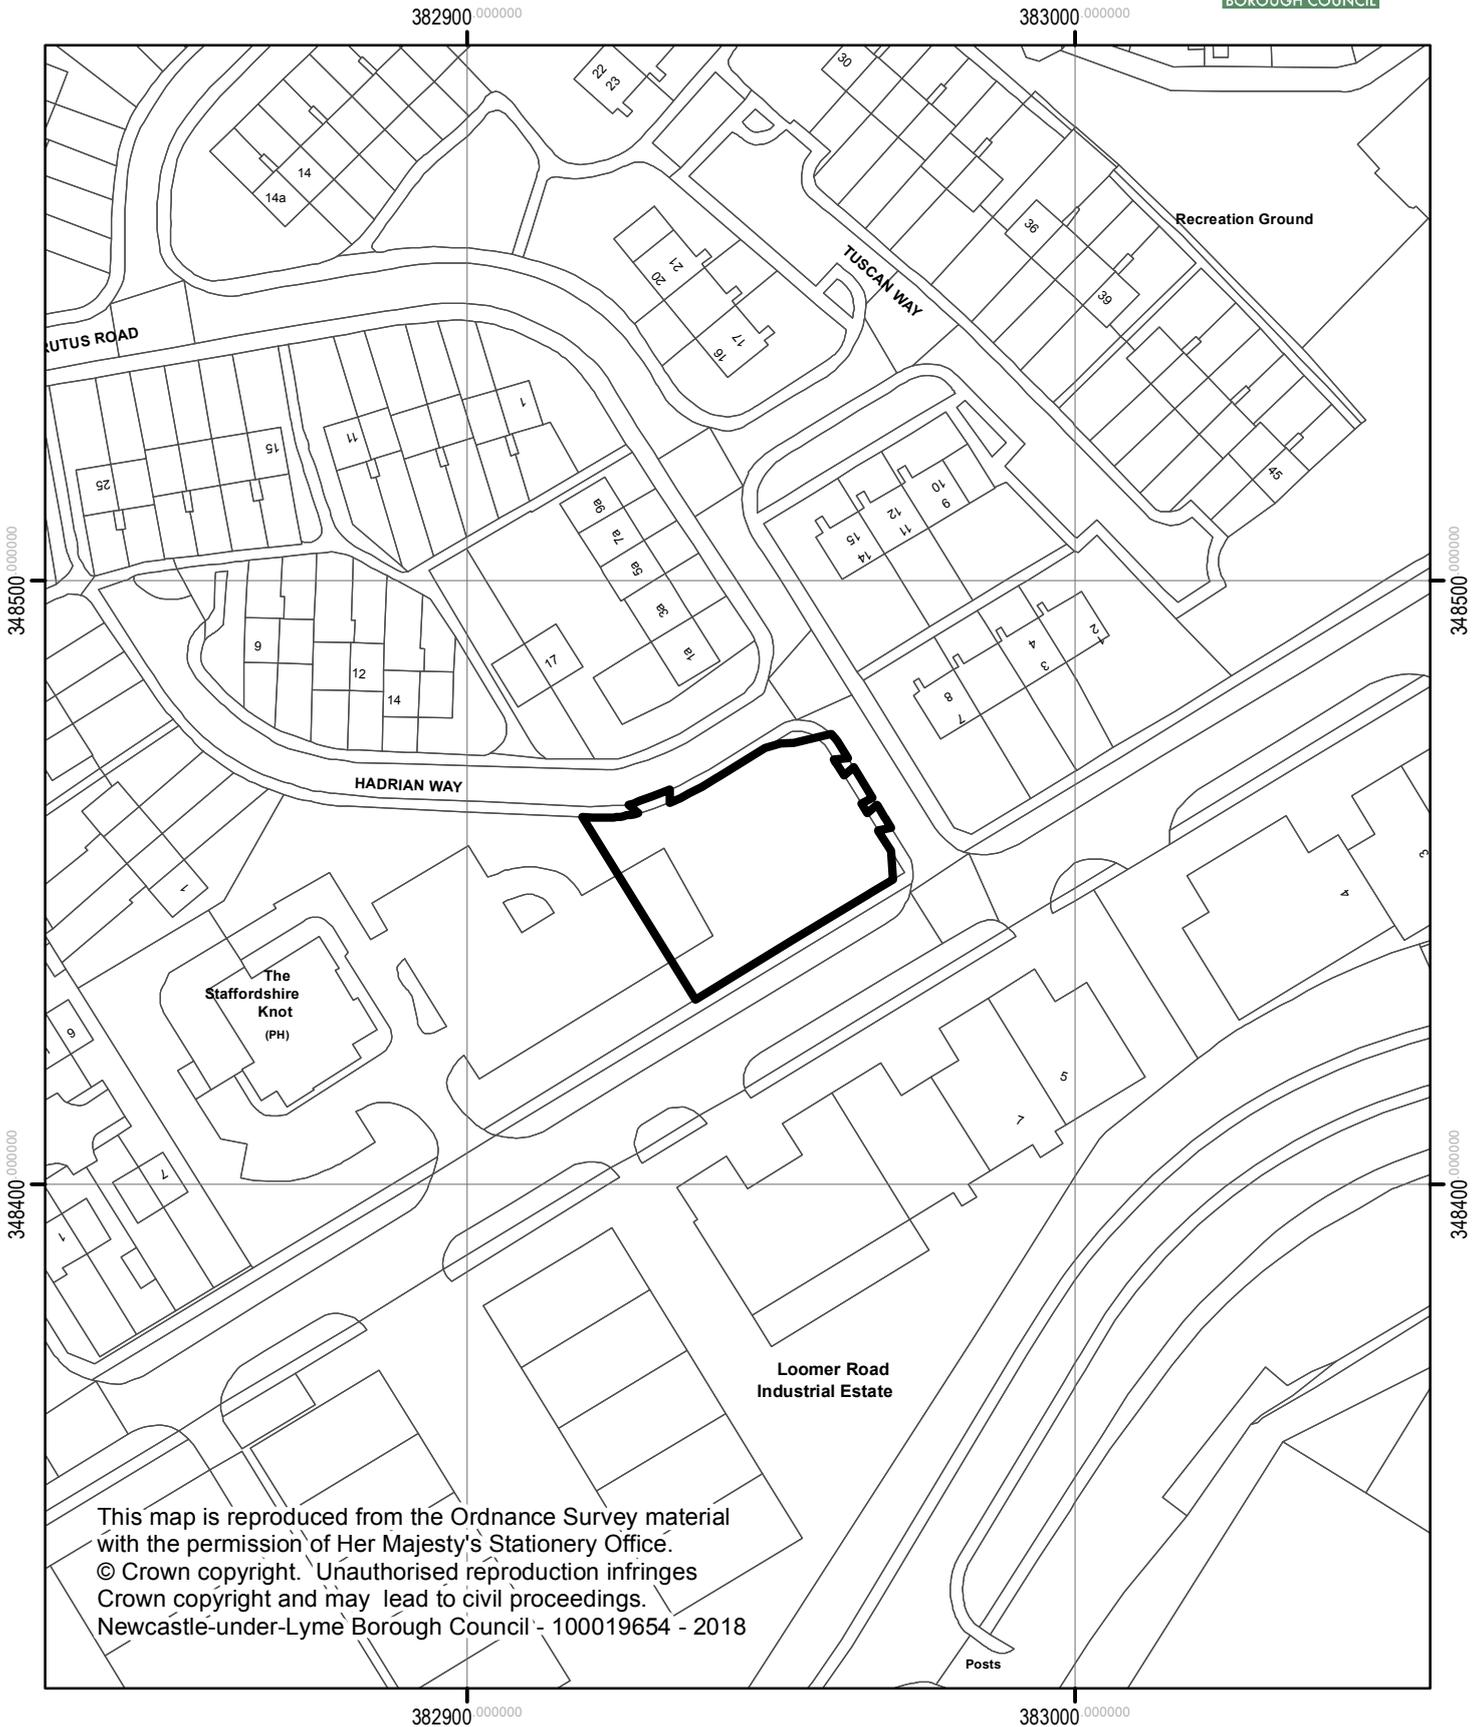 BOROUGH COUNCIL
382900.000000
383000.000000
22
23
30
14
14a
Recreation Ground
36
21
20
TUSCAN WAY
39
RUTUS ROAD
17
16
1
11
15
25
45
9a
10
9
12
11
7a
15
14
5a
348500.000000
348500.000000
3a
2
1
4
3
9
1a
17
12
14
8
7
HADRIAN WAY
3
4
1
The
Staffordshire
Knot
(PH)
9
5
7
7
348400.000000
348400.000000
1
Loomer Road
Industrial Estate
This map is reproduced from the Ordnance Survey material
with the permission of Her Majesty's Stationery Office.
© Crown copyright. Unauthorised reproduction infringes
Crown copyright and may lead to civil proceedings.
Newcastle-under-Lyme Borough Council - 100019654 - 2018
Posts
382900.000000
383000.000000